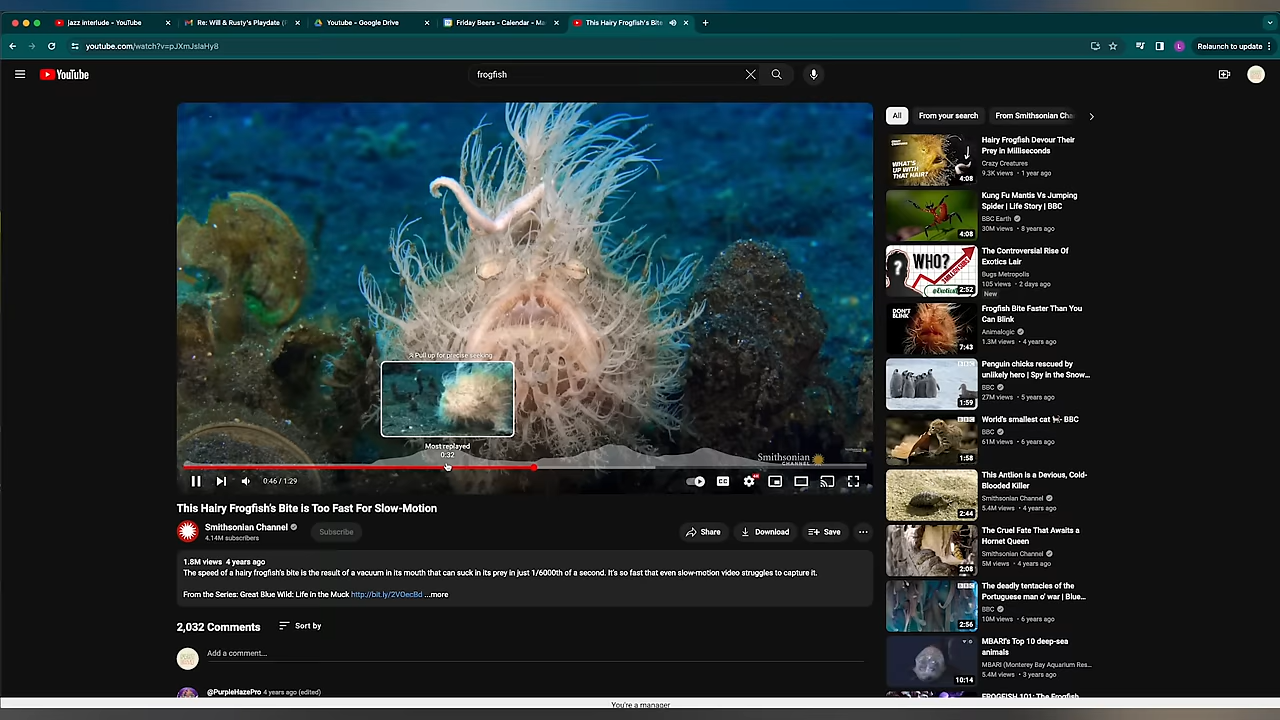 jazz interlude - YouTube
Re: Will & Rusty's Playdate (F
Youtube - Google Drive
Friday Beers - Calendar - Ma
This Hairy Frogfish's Bite
youtube.com/watch?v=pJXmJslaHy8
L
Relaunch to update
YouTube
frogfish
All
From your search
From Smithsonian Cha
WHAT'S UP WITH THAT HAIR?
4:08
Hairy Frogfish Devour Their
Prey in Milliseconds
Crazy Creatures
9.3K views • 1 year ago
4:08
Kung Fu Mantis Vs Jumping
Spider | Life Story | BBC
BBC Earth
30M views • 8 years ago
WHO?
2:52
The Controversial Rise Of
Exotics Lair
Bugs Metropolis
105 views • 2 days ago
New
DON'T BLINK
7:43
Frogfish Bite Faster Than You
Can Blink
Animalogic
1.3M views • 4 years ago
1:59
Penguin chicks rescued by
unlikely hero | Spy in the Snow...
BBC
27M views • 5 years ago
BBC
1:58
World's smallest cat 🐈- BBC
BBC
61M views • 6 years ago
2:44
This Antlion is a Devious, Cold-
Blooded Killer
Smithsonian Channel
5.4M views • 4 years ago
2:08
The Cruel Fate That Awaits a
Hornet Queen
Smithsonian Channel
5M views • 4 years ago
BBC
2:56
The deadly tentacles of the
Portuguese man o' war | Blue...
BBC
10M views • 6 years ago
10:14
MBARI's Top 10 deep-sea
animals
MBARI (Monterey Bay Aquarium Res...
5.4M views • 3 years ago
FROGFISH 101: The Frogfish
Pull up for precise seeking
Most replayed
0:32
Smithsonian
CHANNEL
0:46 / 1:29
CC
This Hairy Frogfish's Bite is Too Fast For Slow-Motion
Smithsonian Channel
4.14M subscribers
Subscribe
Share
Download
Save
1.8M views 4 years ago
The speed of a hairy frogfish's bite is the result of a vacuum in its mouth that can suck in its prey in just 1/6000th of a second. It's so fast that even slow-motion video struggles to capture it.
From the Series: Great Blue Wild: Life in the Muck http://bit.ly/2VOecBd ...more
2,032 Comments
Sort by
Add a comment...
@PurpleHazePro 4 years ago (edited)
You're a manager